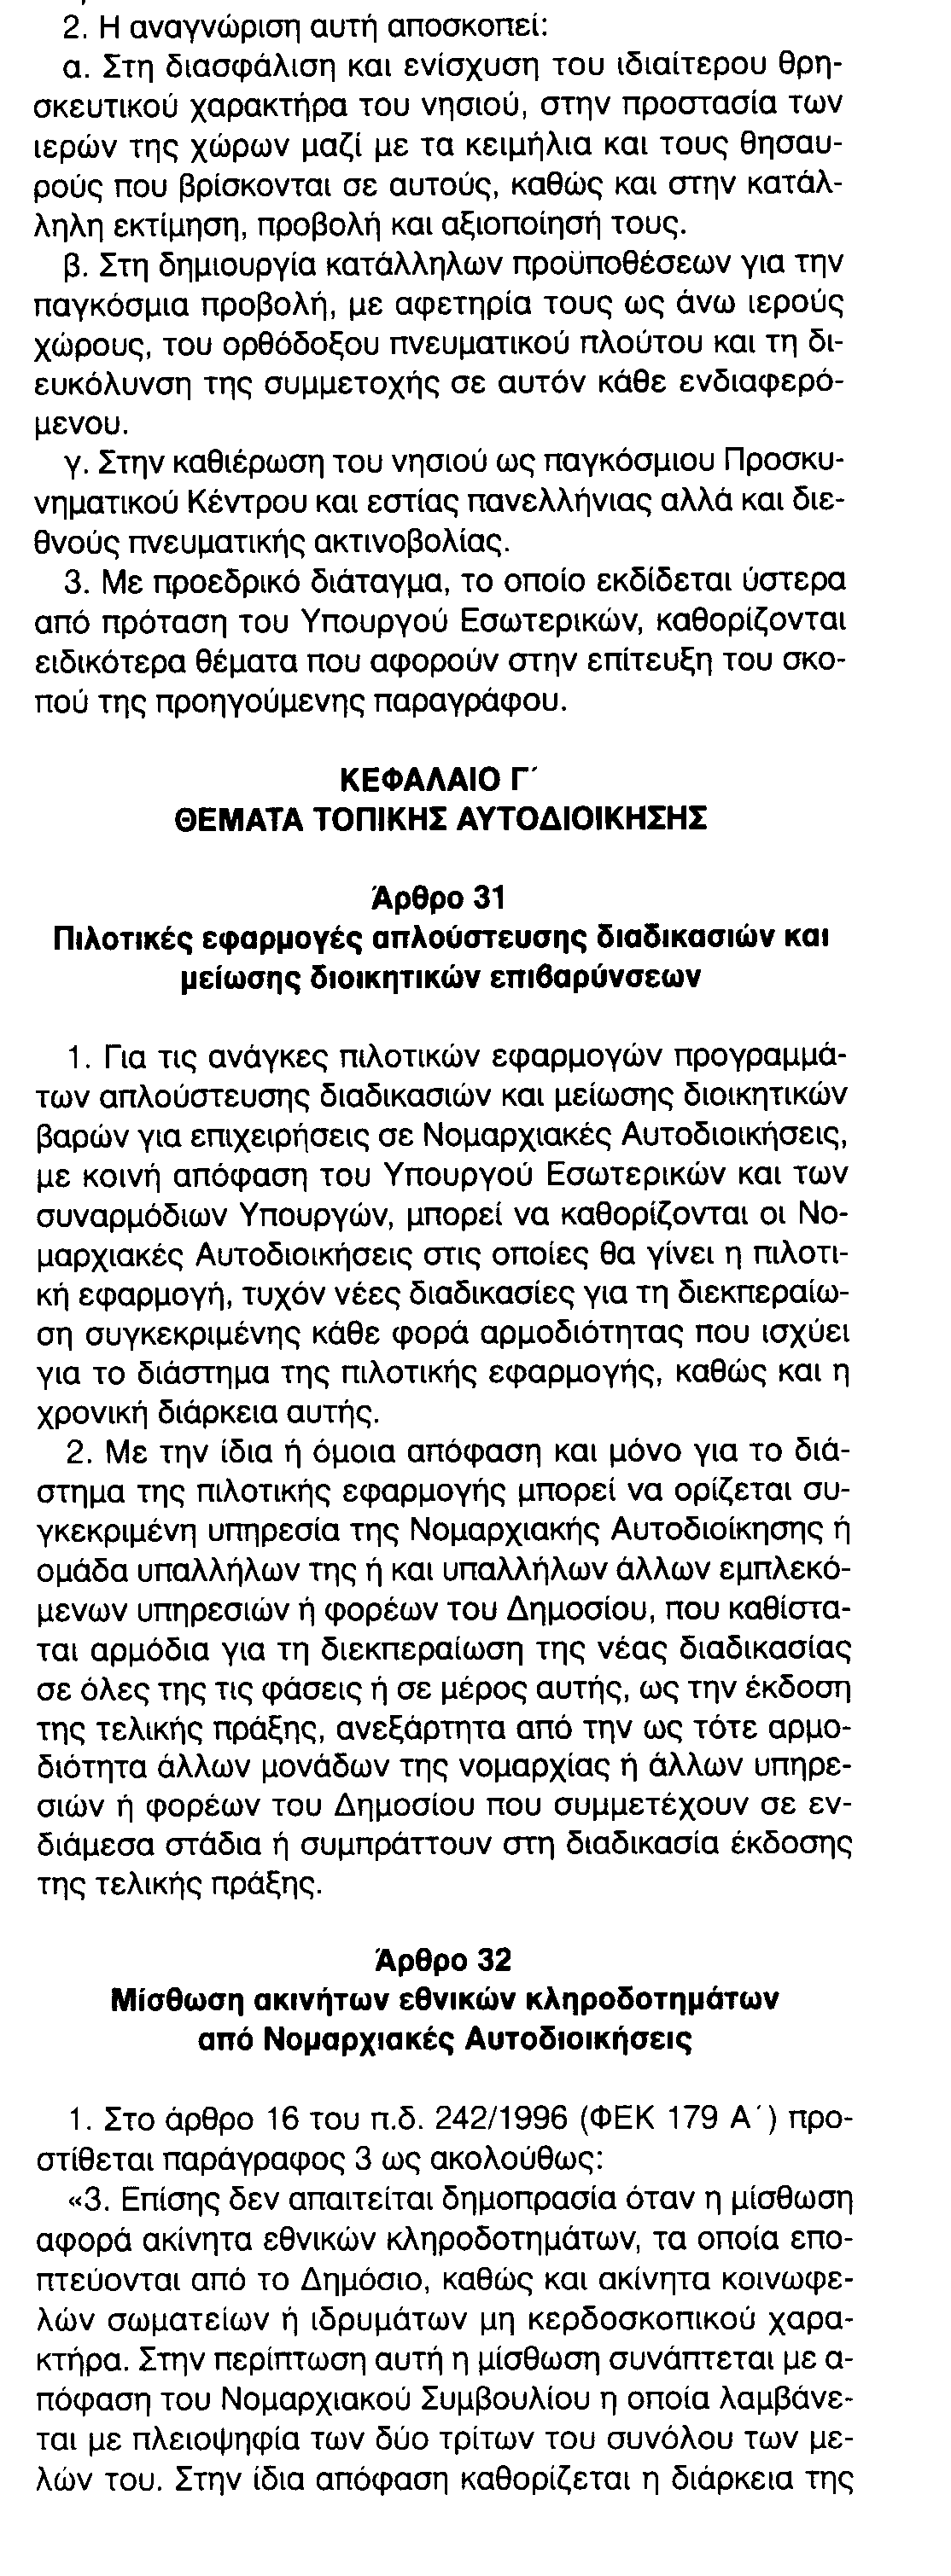 2. Η αναγνώριση αυτή αποσκοπεί:
α. Στη διασφάλιση και ενίσχυση του ιδιαίτερου θρη-
σκευτικού χαρακτήρα του νησιού, στην προστασία των
ιερών της χώρων μαζί με τα κειμήλια και τους θησαυ-
ρούς που βρίσκονται σε αυτούς, καθώς και στην κατάλ-
ληλη εκτίμηση, προβολή και αξιοποίησή τους.
β. Στη δημιουργία κατάλληλων προϋποθέσεων για την
παγκόσμια προβολή, με αφετηρία τους ως άνω ιερούς
χώρους, του ορθόδοξου πνευματικού πλούτου και τη δι-
ευκόλυνση της συμμετοχής σε αυτόν κάθε ενδιαφερό-
μενου.
γ. Στην καθιέρωση του νησιού ως παγκόσμιου Προσκυ-
νηματικού Κέντρου και εστίας πανελλήνιας αλλά και διε-
θνούς πνευματικής ακτινοβολίας.
3. Με προεδρικό διάταγμα, το οποίο εκδίδεται ύστερα
από πρόταση του Υπουργού Εσωτερικών, καθορίζονται
ειδικότερα θέματα που αφορούν στην επίτευξη του σκο-
πού της προηγούμενης παραγράφου.
ΚΕΦΑΛΑΙΟ Γ΄
ΘΕΜΑΤΑ ΤΟΠΙΚΗΣ ΑΥΤΟΔΙΟΙΚΗΣΗΣ
Άρθρο 31
Πιλοτικές εφαρμογές απλούστευσης διαδικασιών και
μείωσης διοικητικών επιβαρύνσεων
1. Για τις ανάγκες πιλοτικών εφαρμογών προγραμμά-
των απλούστευσης διαδικασιών και μείωσης διοικητικών
βαρών για επιχειρήσεις σε Νομαρχιακές Αυτοδιοικήσεις,
με κοινή απόφαση του Υπουργού Εσωτερικών και των
συναρμόδιων Υπουργών, μπορεί να καθορίζονται οι Νο-
μαρχιακές Αυτοδιοικήσεις στις οποίες θα γίνει η πιλοτι-
κή εφαρμογή, τυχόν νέες διαδικασίες για τη διεκπεραίω-
ση συγκεκριμένης κάθε φορά αρμοδιότητας που ισχύει
για το διάστημα της πιλοτικής εφαρμογής, καθώς και η
χρονική διάρκεια αυτής.
2. Με την ίδια ή όμοια απόφαση και μόνο για το διά-
στημα της πιλοτικής εφαρμογής μπορεί να ορίζεται συ-
γκεκριμένη υπηρεσία της Νομαρχιακής Αυτοδιοίκησης ή
ομάδα υπαλλήλων της ή και υπαλλήλων άλλων εμπλεκό-
μενων υπηρεσιών ή φορέων του Δημοσίου, που καθίστα-
ται αρμόδια για τη διεκπεραίωση της νέας διαδικασίας
σε όλες της τις φάσεις ή σε μέρος αυτής, ως την έκδοση
της τελικής πράξης, ανεξάρτητα από την ως τότε αρμο-
διότητα άλλων μονάδων της νομαρχίας ή άλλων υπηρε-
σιών ή φορέων του Δημοσίου που συμμετέχουν σε εν-
διάμεσα στάδια ή συμπράττουν στη διαδικασία έκδοσης
της τελικής πράξης.
Άρθρο 32
Μίσθωση ακινήτων εθνικών κληροδοτημάτων
από Νομαρχιακές Αυτοδιοικήσεις
1. Στο άρθρο 16 του π.δ. 242/1996 (ΦΕΚ 179 Α΄) προ-
στίθεται παράγραφος 3 ως ακολούθως:
«3. Επίσης δεν απαιτείται δημοπρασία όταν η μίσθωση
αφορά ακίνητα εθνικών κληροδοτημάτων, τα οποία επο-
πτεύονται από το Δημόσιο, καθώς και ακίνητα κοινωφε-
λών σωματείων ή ιδρυμάτων μη κερδοσκοπικού χαρα-
κτήρα. Στην περίπτωση αυτή η μίσθωση συνάπτεται με α-
πόφαση του Νομαρχιακού Συμβουλίου η οποία λαμβάνε-
ται με πλειοψηφία των δύο τρίτων του συνόλου των με-
λών του. Στην ίδια απόφαση καθορίζεται η διάρκεια της